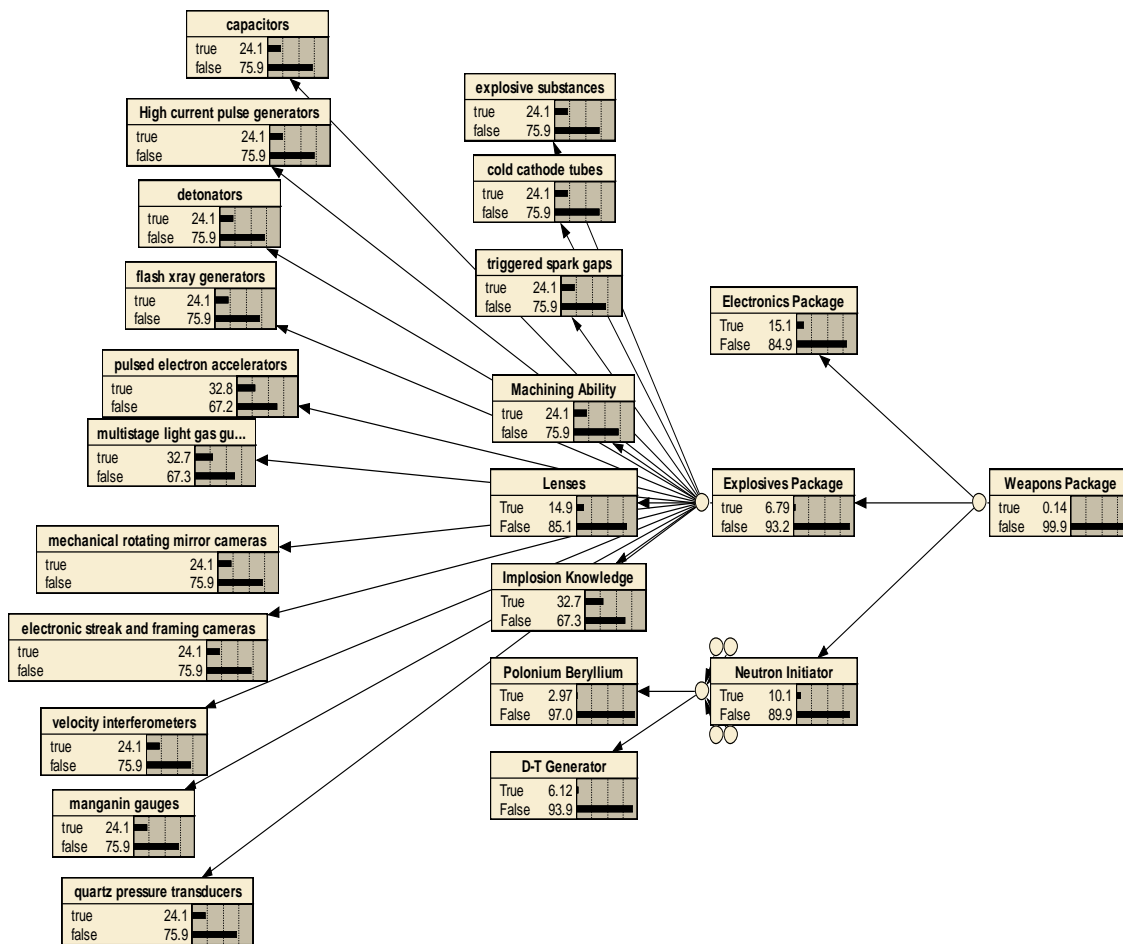 capacitors
true 24.1
false 75.9
High current pulse generators
true 24.1
false 75.9
detonators
true 24.1
false 75.9
flash xray generators
true 24.1
false 75.9
pulsed electron accelerators
true 32.8
false 67.2
multistage light gas gu...
true 32.7
false 67.3
mechanical rotating mirror cameras
true 24.1
false 75.9
electronic streak and framing cameras
true 24.1
false 75.9
velocity interferometers
true 24.1
false 75.9
manganin gauges
true 24.1
false 75.9
quartz pressure transducers
true 24.1
false 75.9
explosive substances
true 24.1
false 75.9
cold cathode tubes
true 24.1
false 75.9
triggered spark gaps
true 24.1
false 75.9
Machining Ability
true 24.1
false 75.9
Lenses
True 14.9
False 85.1
Implosion Knowledge
True 32.7
False 67.3
Polonium Beryllium
True 2.97
False 97.0
D-T Generator
True 6.12
False 93.9
Electronics Package
True 15.1
False 84.9
Explosives Package
true 6.79
false 93.2
Neutron Initiator
True 10.1
False 89.9
Weapons Package
true 0.14
false 99.9